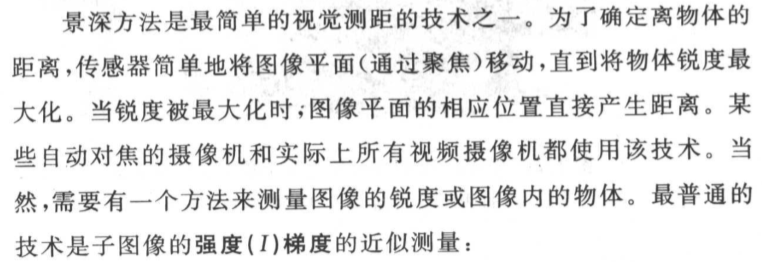 景深方法是最简单的视觉测距的技术之一。为了确定离物体的
距离,传感器简单地将图像平面(通过聚焦)移动,直到将物体锐度最
大化。当锐度被最大化时;图像平面的相应位置直接产生距离。某
些自动对焦的摄像机和实际上所有视频摄像机都使用该技术。当
然,需要有一个方法来测量图像的锐度或图像内的物体。最普通的
技术是子图像的强度(I)梯度的近似测量：